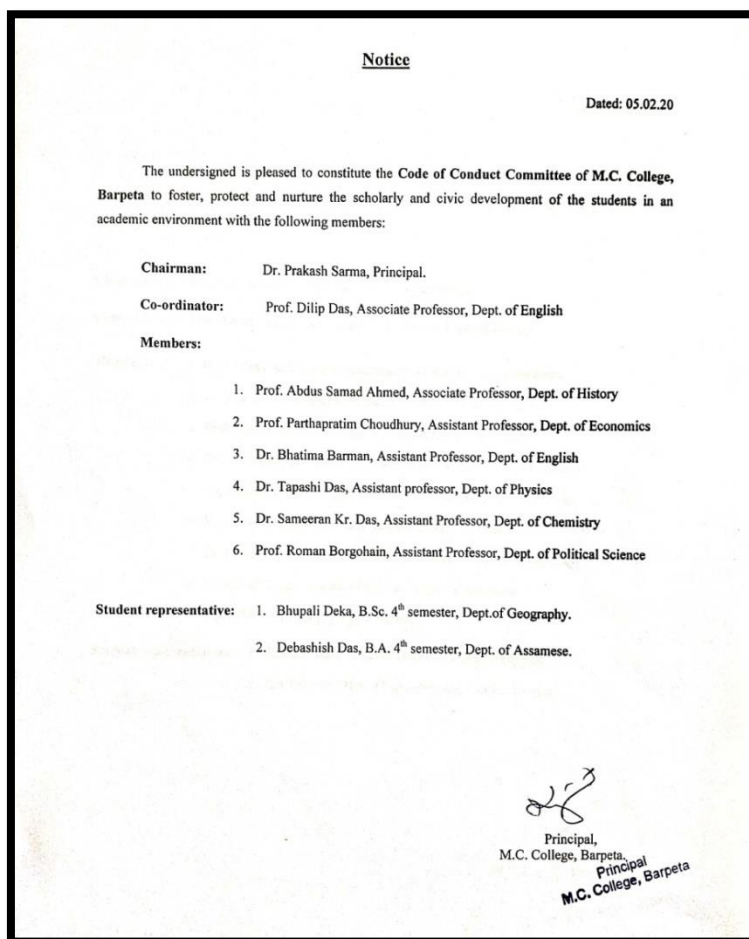 Notice
Dated: 05.02.20
The undersigned is pleased to constitute the Code of Conduct Committee of M.C. College,
Barpeta to foster, protect and nurture the scholarly and civic development of the students in an
academic environment with the following members:
Chairman: Dr. Prakash Sarma, Principal.
Co-ordinator: Prof. Dilip Das, Associate Professor, Dept. of English
Members:
1. Prof. Abdus Samad Ahmed, Associate Professor, Dept. of History
2. Prof. Parthapratim Choudhury, Assistant Professor, Dept. of Economics
3. Dr. Bhatima Barman, Assistant Professor, Dept. of English
4. Dr. Tapashi Das, Assistant professor, Dept. of Physics
5. Dr. Sameeran Kr. Das, Assistant Professor, Dept. of Chemistry
6. Prof. Roman Borgohain, Assistant Professor, Dept. of Political Science
Student representative: 1. Bhupali Deka, B.Sc. 4th semester, Dept.of Geography.
2. Debashish Das, B.A. 4th semester, Dept. of Assamese.
Principal,
M.C. College, Barpeta.
Principal
M.C. College, Barpeta